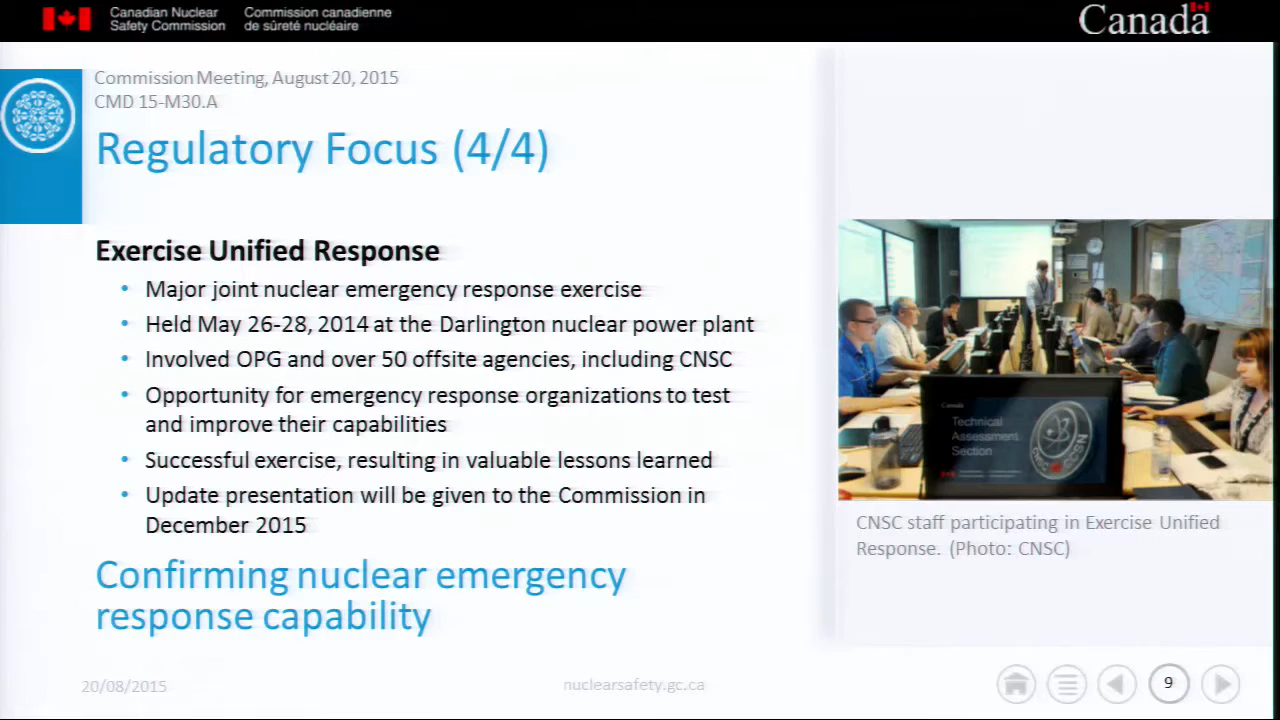 Canadian Nuclear
Safety Commission
Commission canadienne
de sûreté nucléaire
Canada
Commission Meeting, August 20, 2015
CMD 15-M30.A
Regulatory Focus (4/4)
Exercise Unified Response
• Major joint nuclear emergency response exercise
• Held May 26-28, 2014 at the Darlington nuclear power plant
• Involved OPG and over 50 offsite agencies, including CNSC
• Opportunity for emergency response organizations to test
and improve their capabilities
• Successful exercise, resulting in valuable lessons learned
• Update presentation will be given to the Commission in
December 2015
Confirming nuclear emergency
response capability
Canada
Technical
Assessment
Section
CNSC staff participating in Exercise Unified
Response. (Photo: CNSC)
20/08/2015
nuclearsafety.gc.ca
9